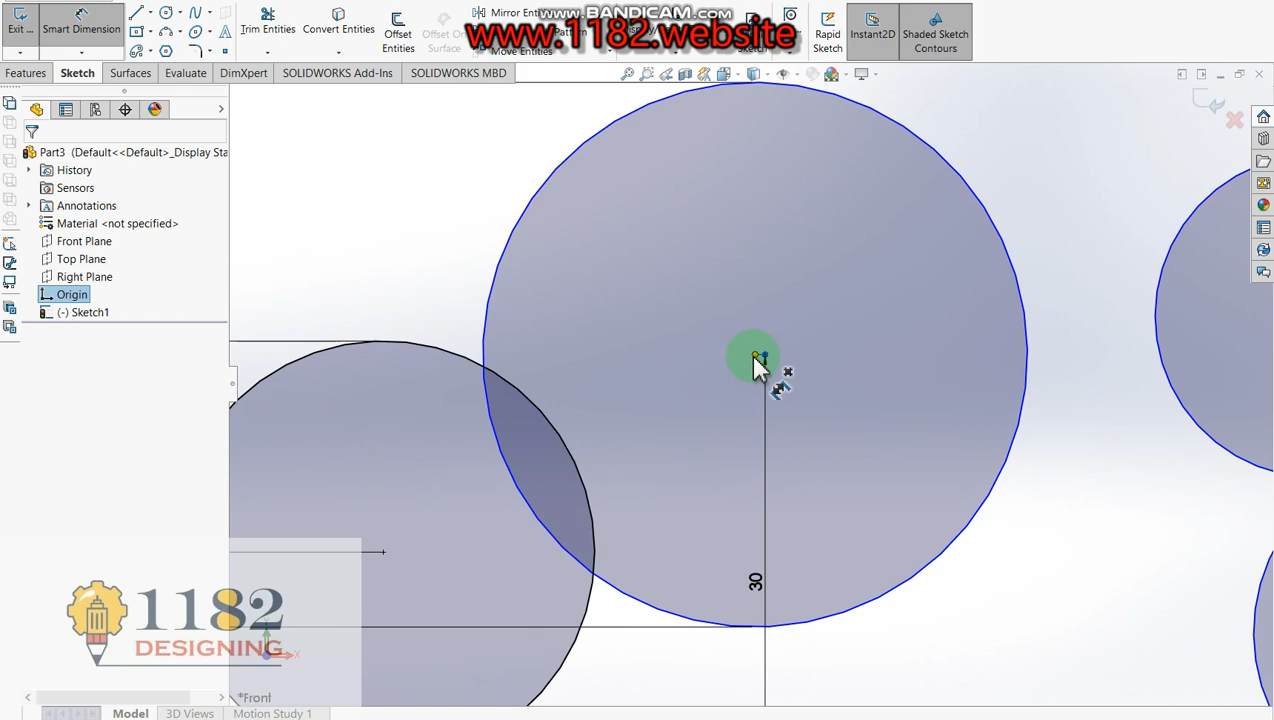 www.BANDICAM.com
www.1182.website
Exit ...
Smart Dimension
Trim Entities
Convert Entities
Offset Entities
Offset On Surface
Mirror Entities
Move Entities
Rapid Sketch
Instant2D
Shaded Sketch Contours
Features
Sketch
Surfaces
Evaluate
DimXpert
SOLIDWORKS Add-Ins
SOLIDWORKS MBD
Part3 (Default<<Default>_Display Sta
History
Sensors
Annotations
Material <not specified>
Front Plane
Top Plane
Right Plane
Origin
(-) Sketch1
30
1182
DESIGNING
X
*Front
Model
3D Views
Motion Study 1